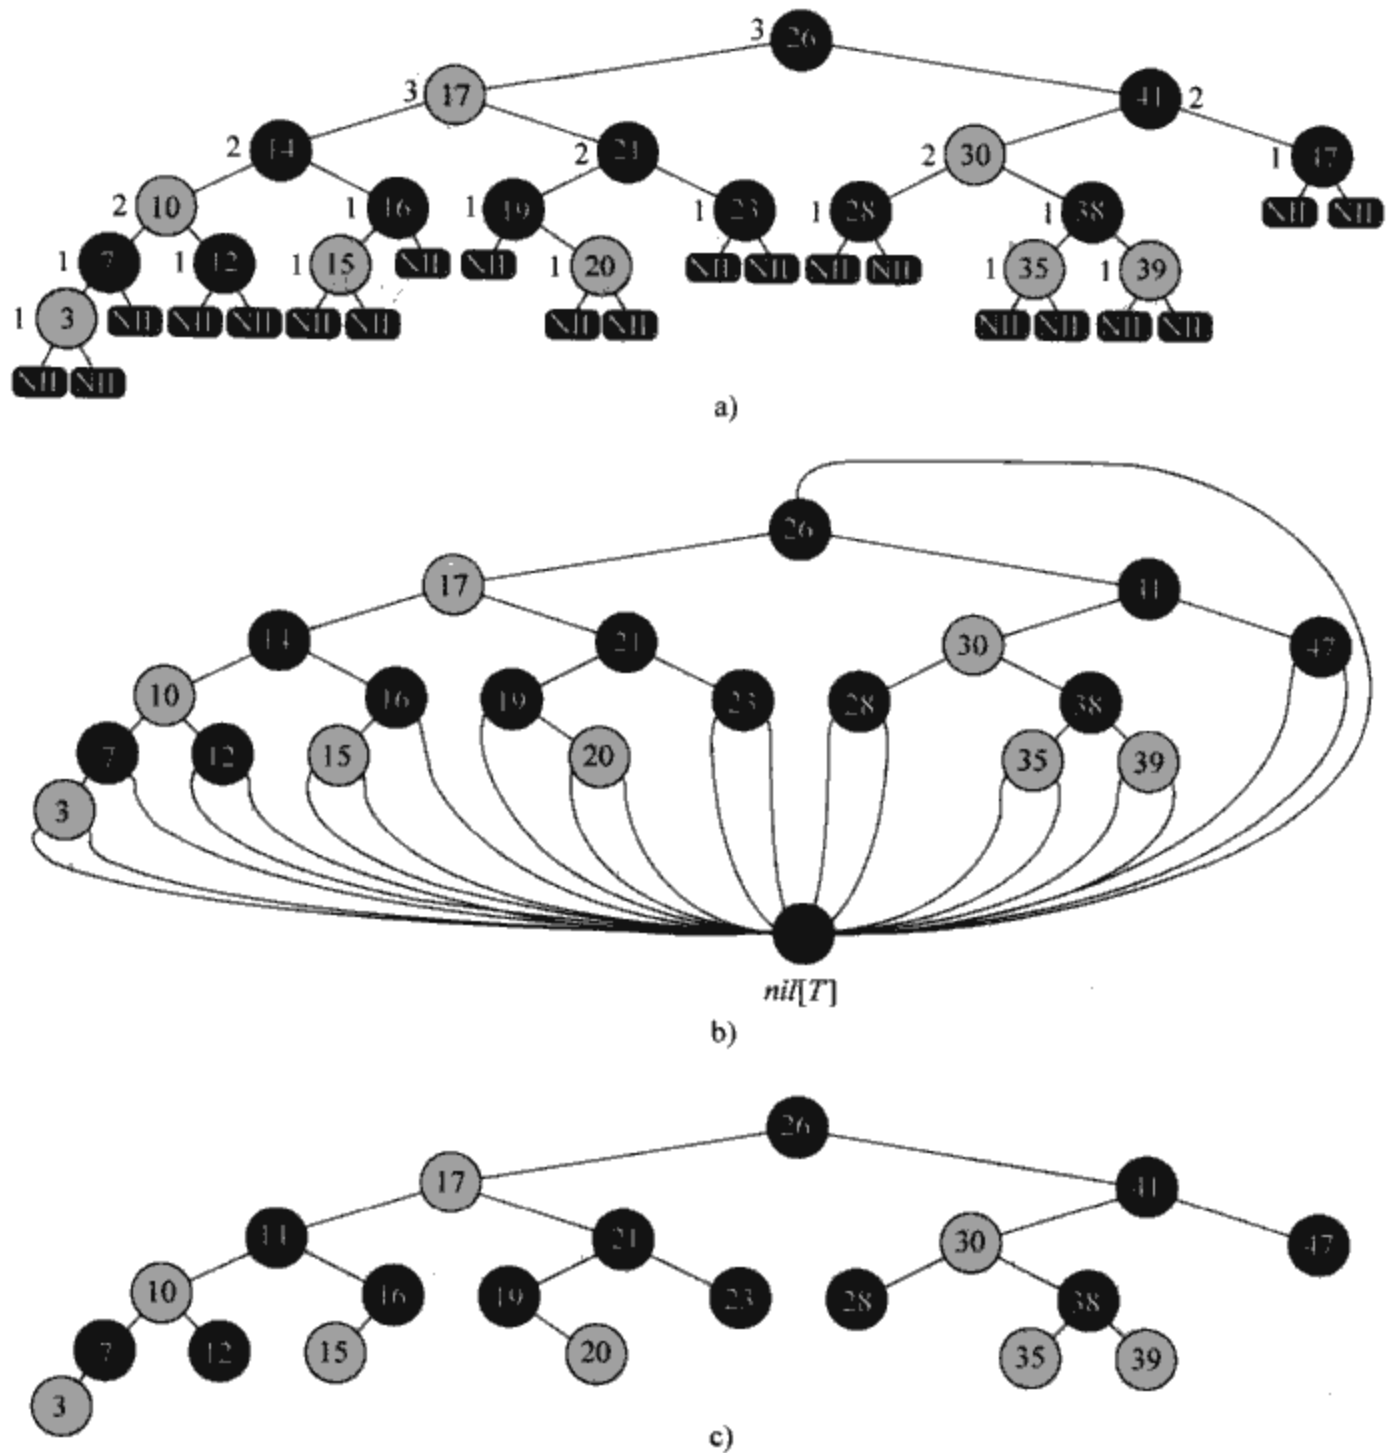 3 26
3 17 41 2
2 14 2 21 2 30 1 47
2 10 1 16 1 19 1 23 1 28 1 38 NIL NIL
1 7 1 12 1 15 NIL NIL 1 20 NIL NIL NIL NIL 1 35 1 39
1 3 NIL NIL NIL NIL NIL NIL NIL NIL NIL NIL NIL
NIL NIL
a)
26
17 41
14 21 30 47
10 16 19 23 28 38
7 12 15 20 35 39
3
nil[T]
b)
26
17 41
14 21 30 47
10 16 19 23 28 38
7 12 15 20 35 39
3
c)